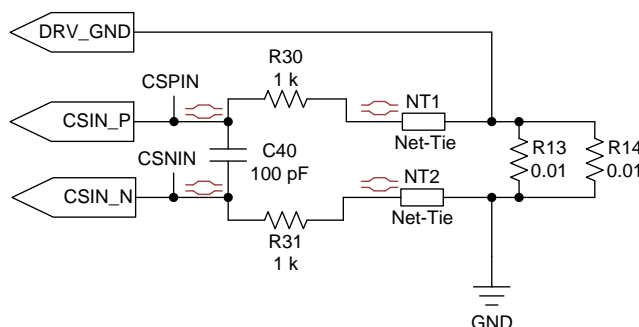 DRV_GND
R30
1 k
CSPIN
NT1
CSIN_P
Net-Tie
R13
0.01
R14
0.01
C40
100 pF
CSNIN
NT2
CSIN_N
Net-Tie
R31
1 k
GND